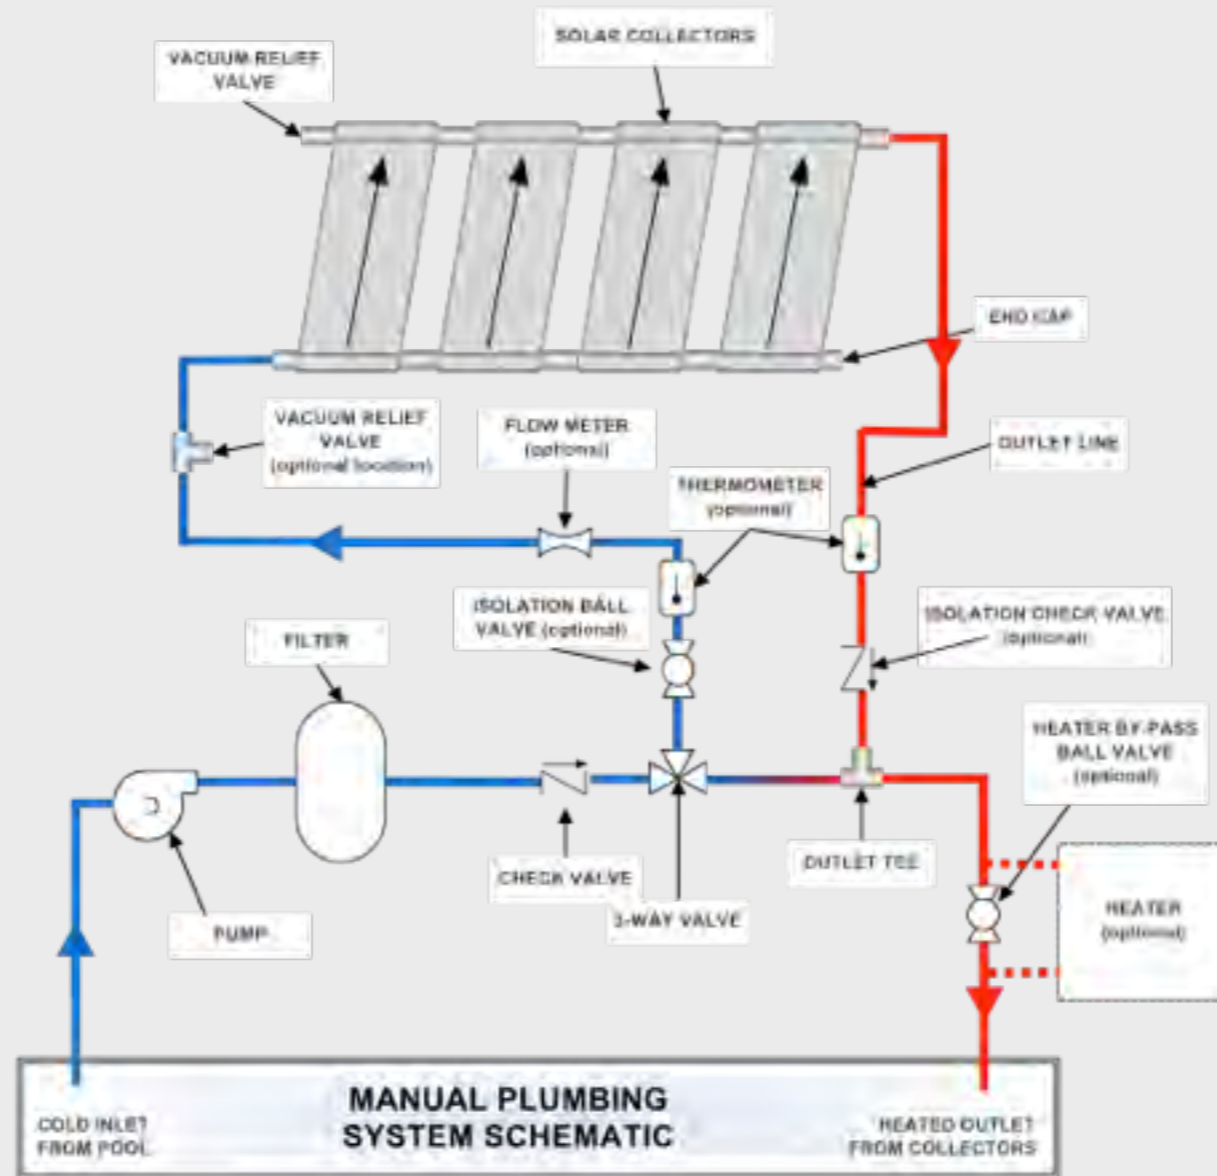 SOLAR COLLECTORS
VACUUM RELIEF
VALVE
END CAP
VACUUM RELIEF
VALVE
(optional location)
FLOW METER
(optional)
OUTLET LINE
THERMOMETER
(optional)
ISOLATION BALL
VALVE (optional)
ISOLATION CHECK VALVE
(optional)
FILTER
HEATER BY-PASS
BALL VALVE
(optional)
OUTLET TEE
CHECK VALVE
3-WAY VALVE
PUMP
HEATER
(optional)
MANUAL PLUMBING
SYSTEM SCHEMATIC
COLD INLET
FROM POOL
HEATED OUTLET
FROM COLLECTORS